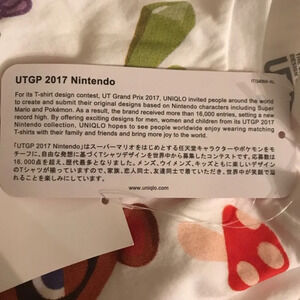 UTGP 2017 Nintendo
For its T-shirt design contest, UT Grand Prix 2017, UNIQLO invited people around the world
to create and submit their original designs based on Nintendo characters including Super
Mario and Pokémon. As a result, the brand received more than 16,000 entries, setting a new
record high. By offering exciting designs for men, women and children from its UTGP 2017
Nintendo collection, UNIQLO hopes to see people worldwide enjoy wearing matching
T-shirts with their family and friends and bring more joy to the world.
「UTGP 2017 Nintendo」はスーパーマリオをはじめとする任天堂キャラクターやポケモンをモ
チーフに、自由な発想に基づくTシャツデザインを世界中から募集したコンテストです。応募数は
16,000点を超え、歴代最多となりました。メンズ、ウィメンズ、キッズともに楽しいデザイン
のTシャツが揃っていますので、家族、恋人同士、友達同士で着ていただき、世界中が笑顔で溢
れることを楽しみにしています。
www.uniqlo.com